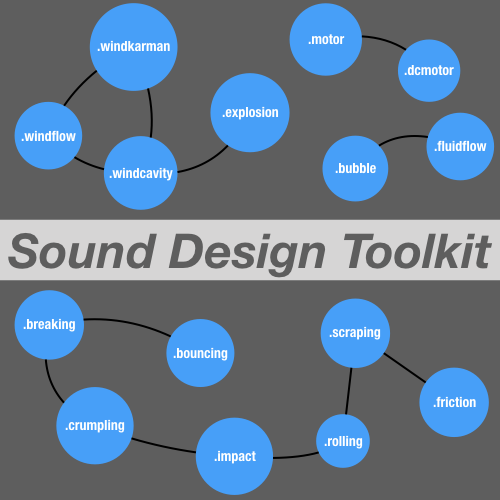 .windkarman
.motor
.dcmotor
.explosion
.windflow
.fluidflow
.bubble
.windcavity
Sound Design Toolkit
.breaking
.scraping
.bouncing
.friction
.crumpling
.rolling
.impact